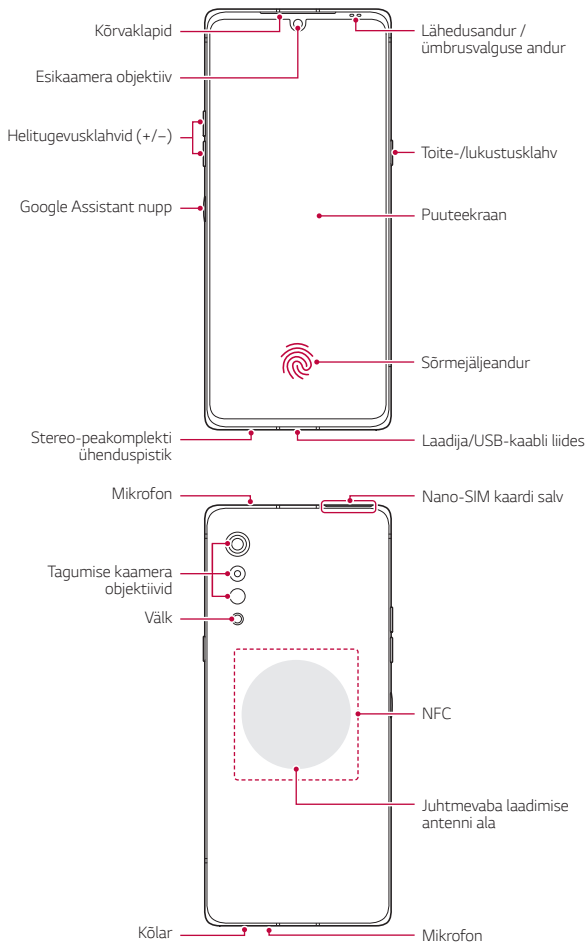 Kõrvaklapid
Lähedusandur /
ümbrusvalguse andur
Esikaamera objektiiv
Helitugevusklahvid (+/–)
Toite-/lukustusklahv
Google Assistant nupp
Puuteekraan
Sõrmejäljeandur
Stereo-peakomplekti
ühenduspistik
Laadija/USB-kaabli liides
Mikrofon
Nano-SIM kaardi salv
Tagumise kaamera
objektiivid
Välk
NFC
Juhtmevaba laadimise
antenni ala
Kõlar
Mikrofon